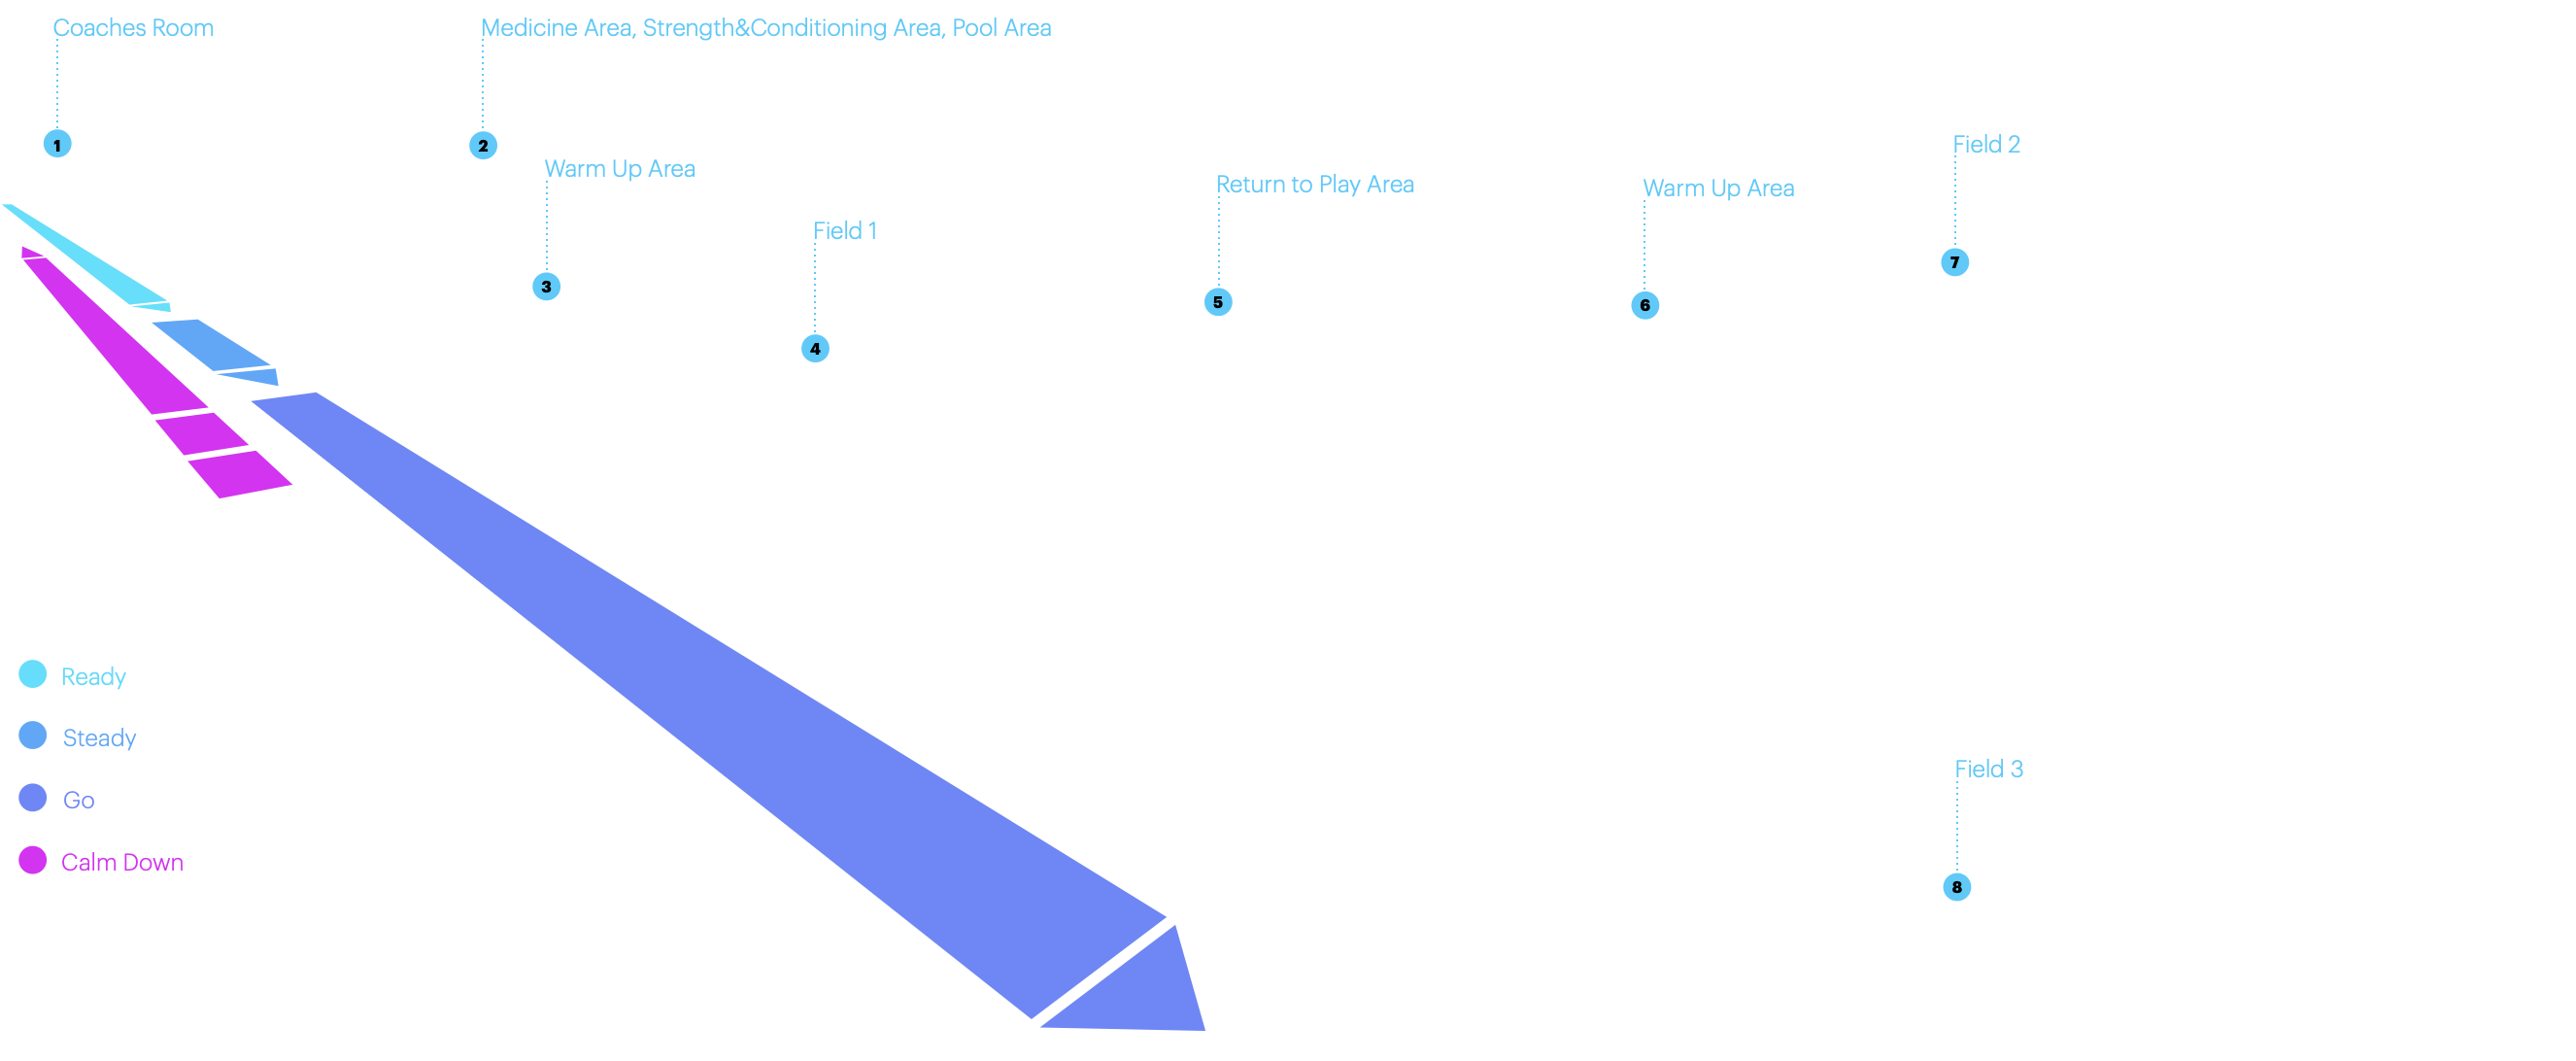 Coaches Room
1
Medicine Area, Strength&Conditioning Area, Pool Area
2
Warm Up Area
3
Field 1
4
Return to Play Area
5
Warm Up Area
6
Field 2
7
Field 3
8
Ready
Steady
Go
Calm Down